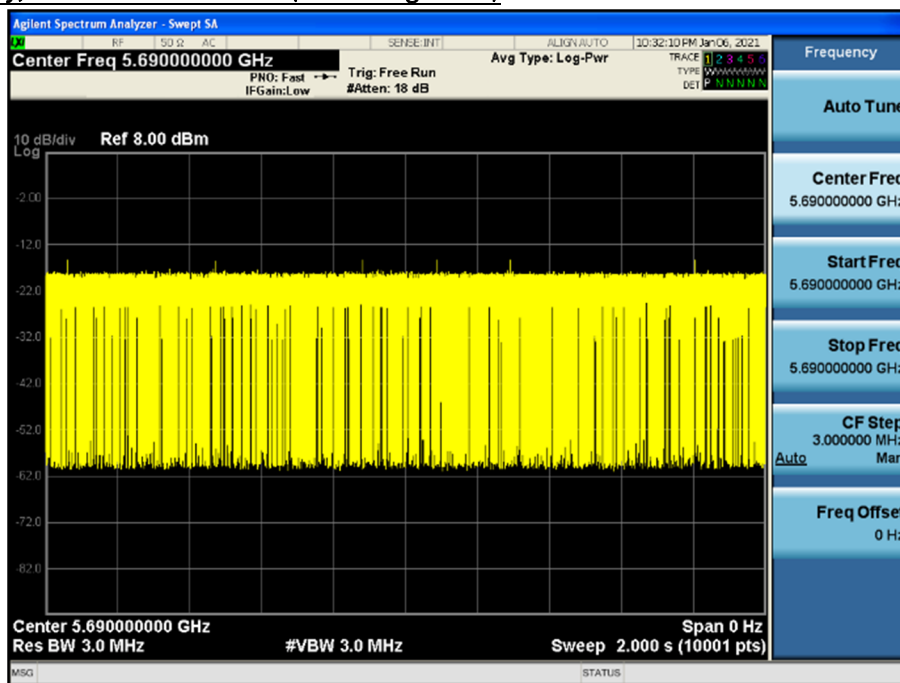 Agilent Spectrum Analyzer - Swept SA
RF 50 Ω AC SENSE:INT ALIGN AUTO 10:32:10 PM Jan 06, 2021
Center Freq 5.690000000 GHz
PNO: Fast
IFGain:Low
Trig: Free Run
#Atten: 18 dB
Avg Type: Log-Pwr
TRACE 1 2 3 4 5 6
TYPE
DET P N N N N N
10 dB/div Ref 8.00 dBm
Log
-2.00
-12.0
-22.0
-32.0
-42.0
-52.0
-62.0
-72.0
-82.0
Center 5.690000000 GHz Span 0 Hz
Res BW 3.0 MHz #VBW 3.0 MHz Sweep 2.000 s (10001 pts)
MSG STATUS
Frequency
Auto Tune
Center Freq
5.690000000 GHz
Start Freq
5.690000000 GHz
Stop Freq
5.690000000 GHz
CF Step
3.000000 MHz
Auto Man
Freq Offset
0 Hz